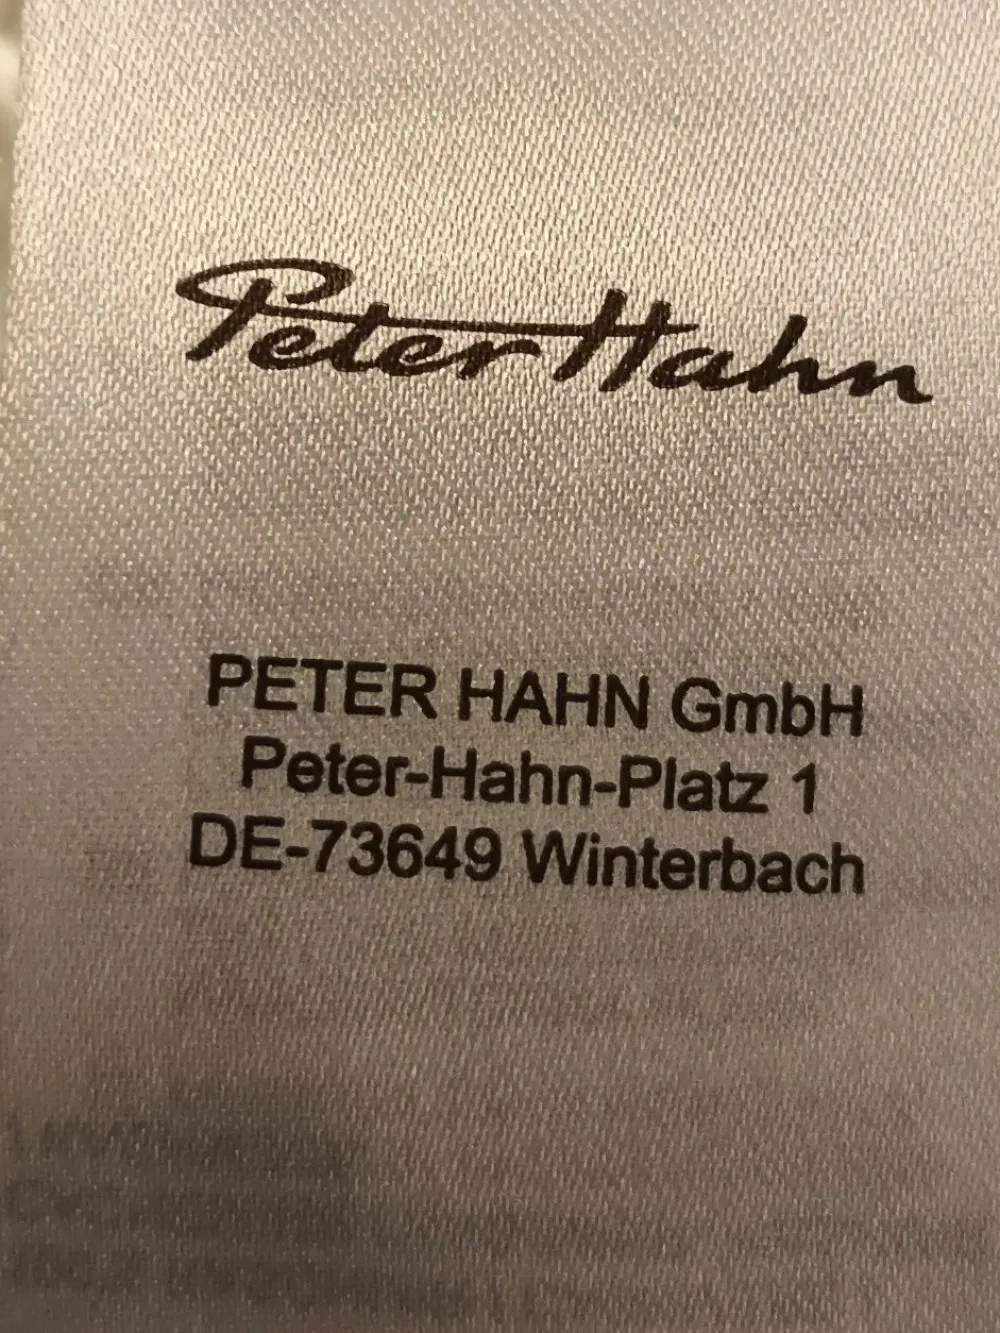 Peter Hahn
PETER HAHN GmbH
Peter-Hahn-Platz 1
DE-73649 Winterbach